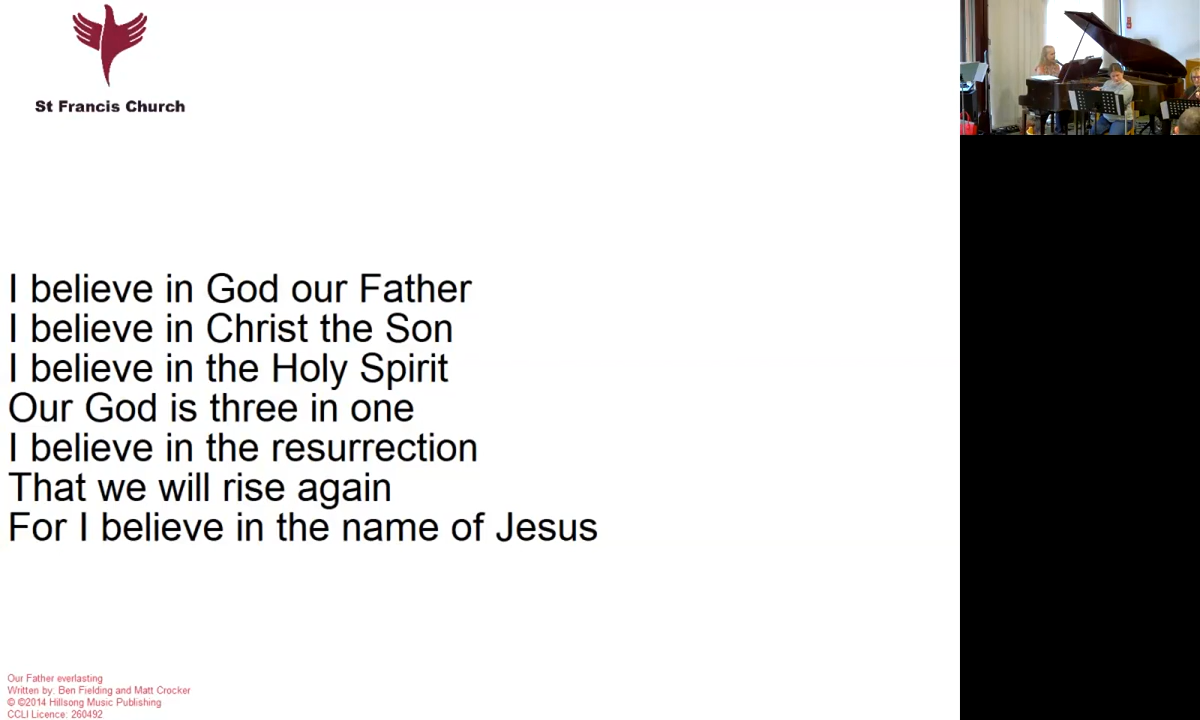 St Francis Church
I believe in God our Father
I believe in Christ the Son
I believe in the Holy Spirit
Our God is three in one
I believe in the resurrection
That we will rise again
For I believe in the name of Jesus
Our Father everlasting
Written by: Ben Fielding and Matt Crocker
© ©2014 Hillsong Music Publishing
CCLI Licence: 260492